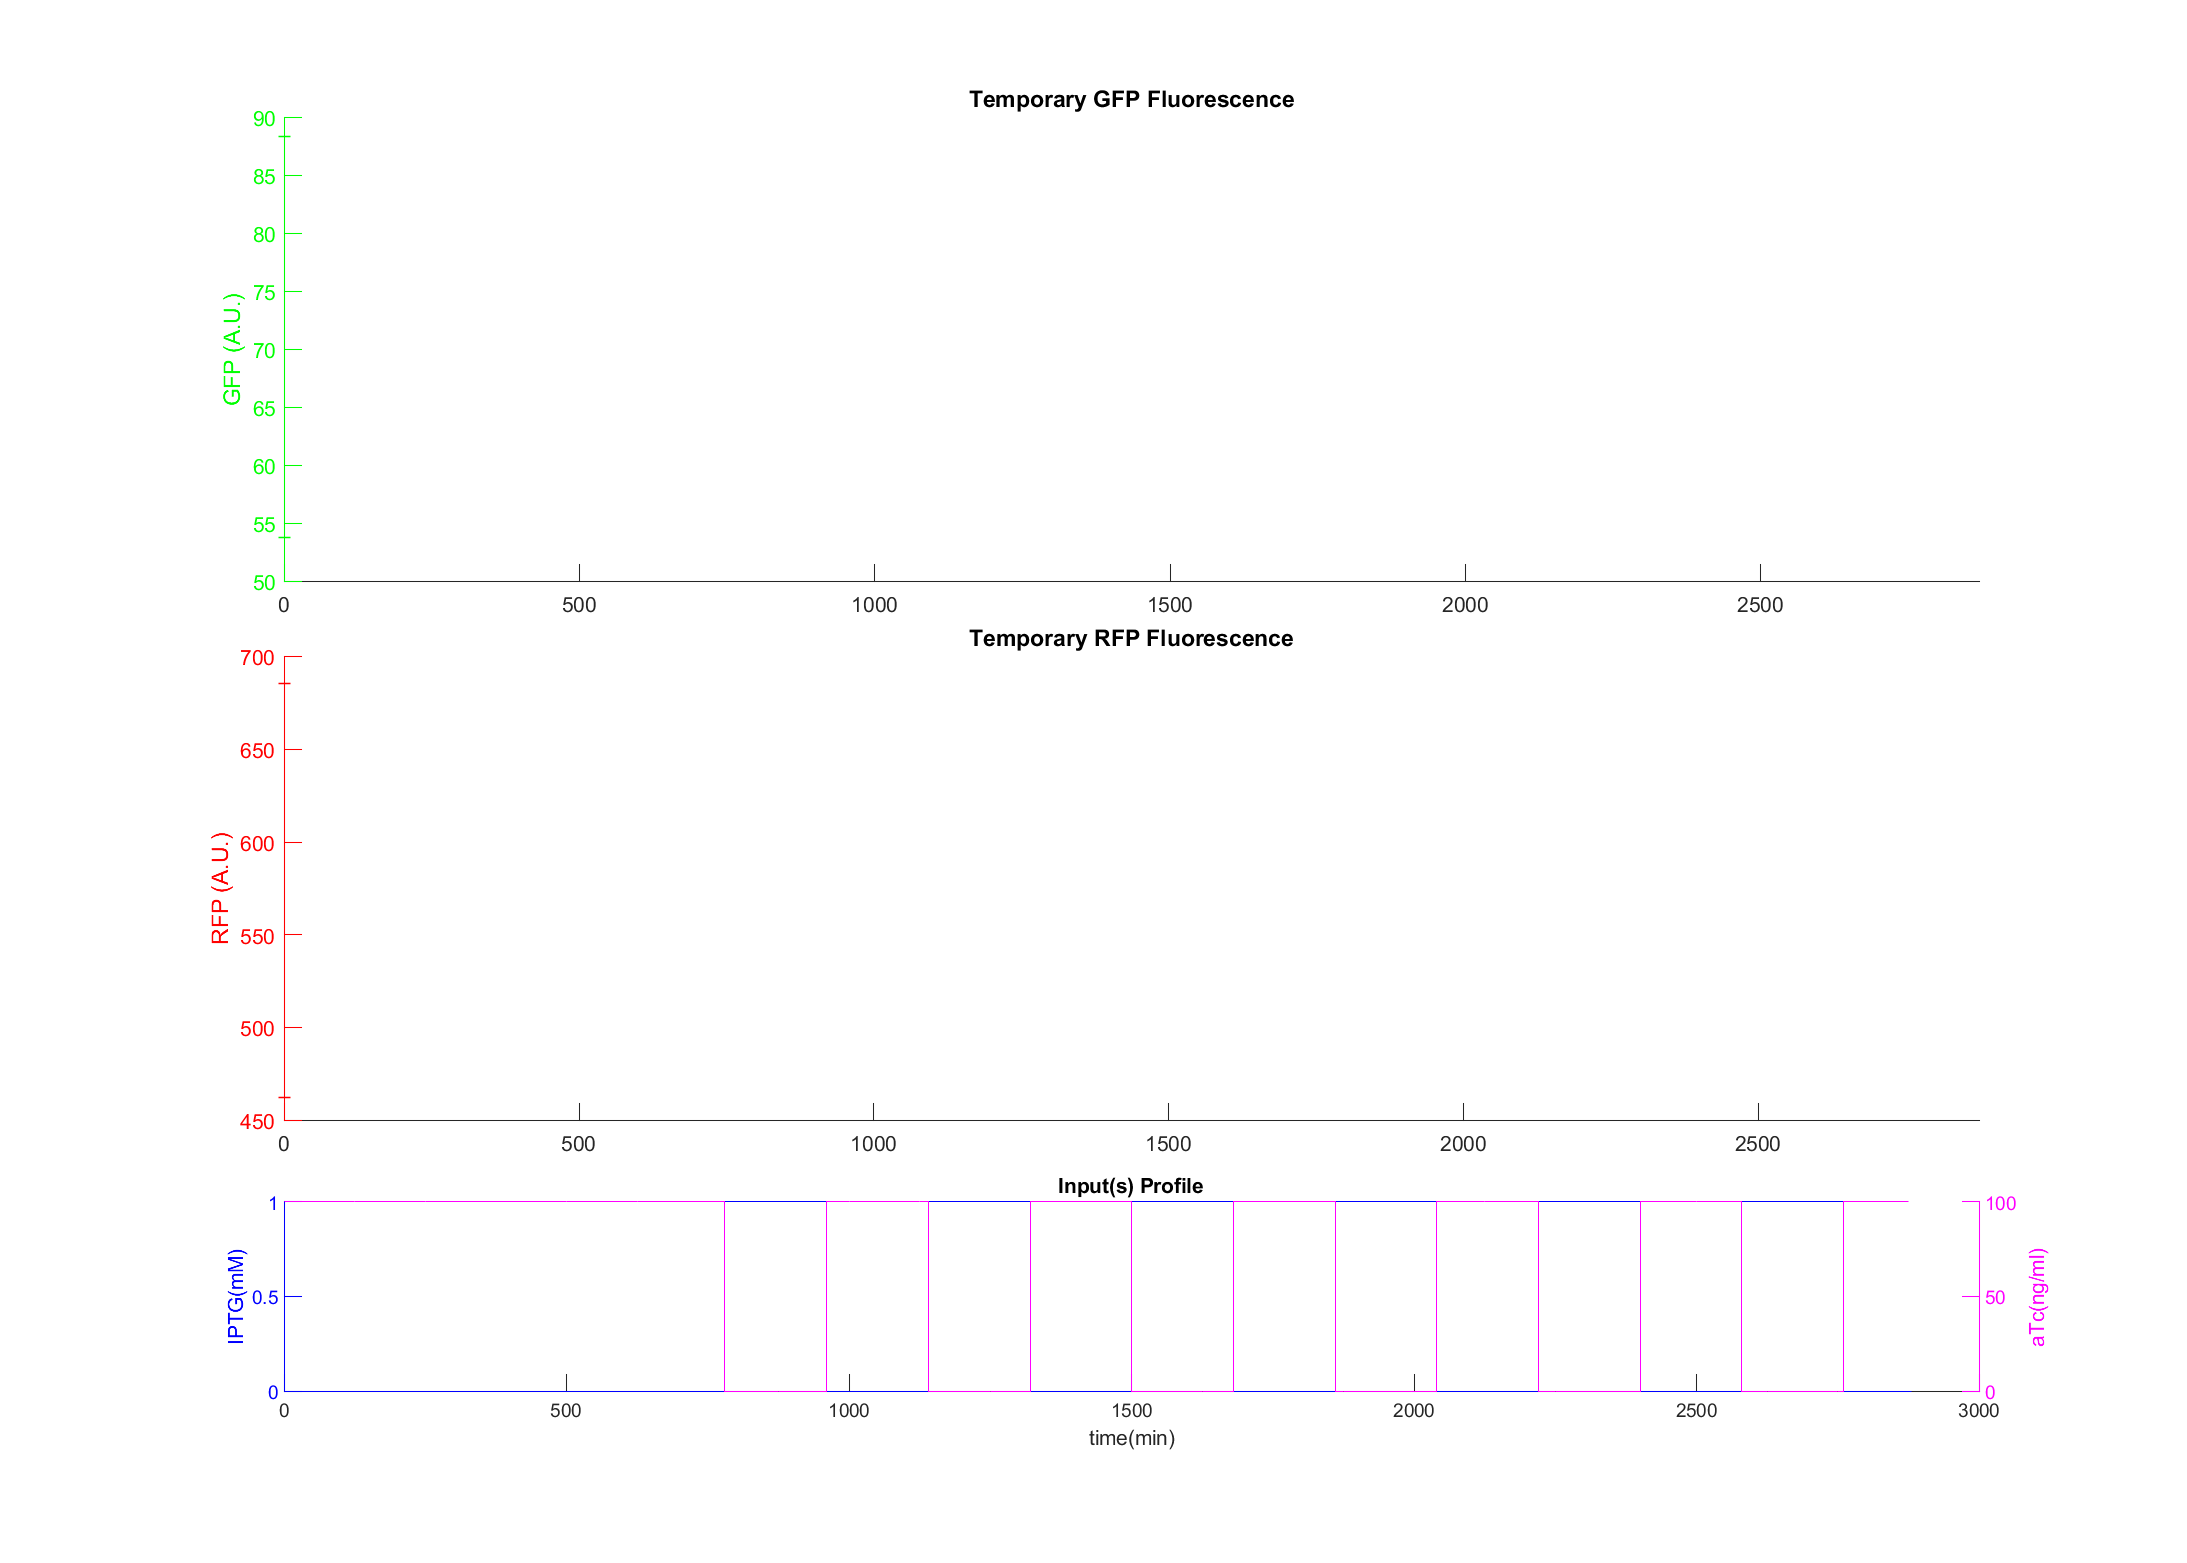 Temporary GFP Fluorescence
90
85
80
75
70
65
60
55
50
GFP (A.U.)
0 500 1000 1500 2000 2500
Temporary RFP Fluorescence
700
650
600
550
500
450
RFP (A.U.)
0 500 1000 1500 2000 2500
Input(s) Profile
1
0.5
0
IPTG(mM)
100
50
0
aTc(ng/ml)
0 500 1000 1500 2000 2500 3000
time(min)